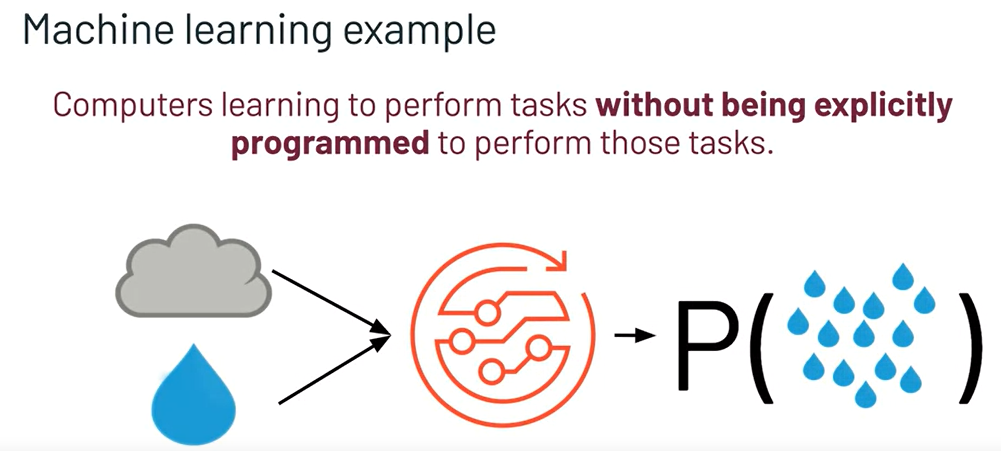 Machine learning example
Computers learning to perform tasks without being explicitly
programmed to perform those tasks.
P( )